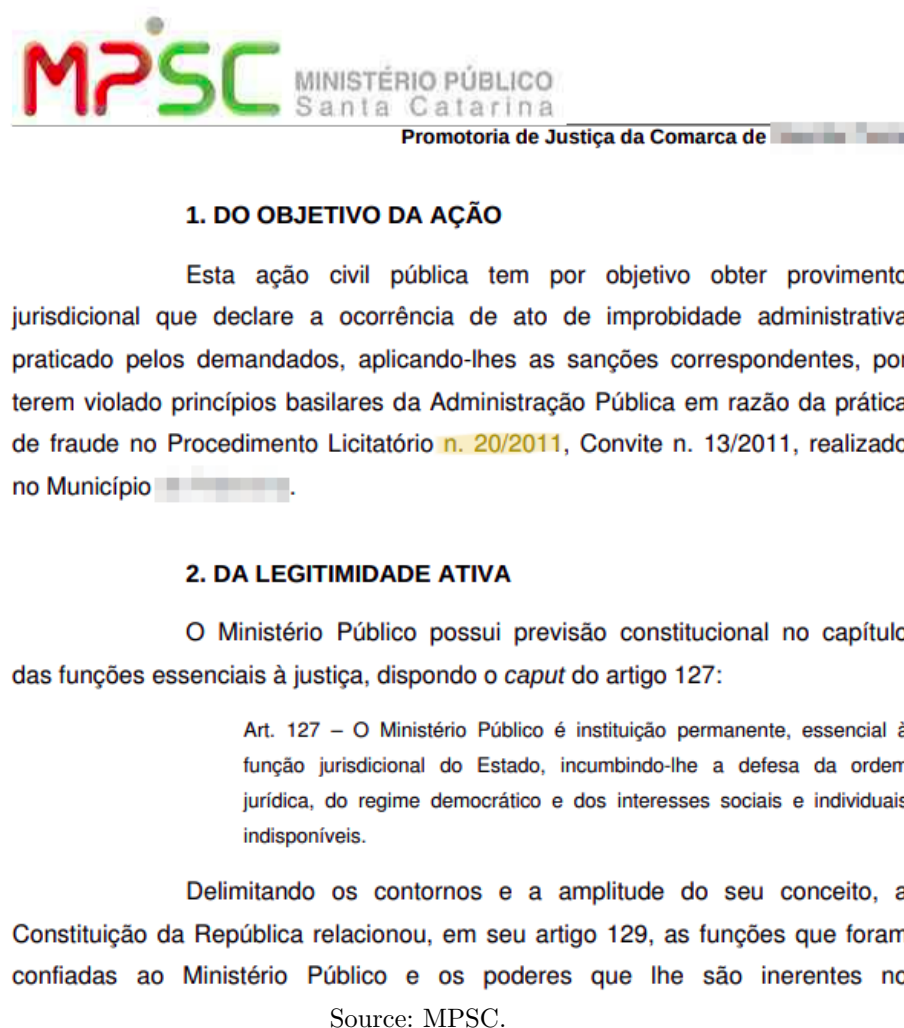 MPSC
MINISTÉRIO PÚBLICO
Santa Catarina
Promotoria de Justiça da Comarca de
1. DO OBJETIVO DA AÇÃO
Esta ação civil pública tem por objetivo obter provimento
jurisdicional que declare a ocorrência de ato de improbidade administrativa
praticado pelos demandados, aplicando-lhes as sanções correspondentes, por
terem violado princípios basilares da Administração Pública em razão da prática
de fraude no Procedimento Licitatório n. 20/2011, Convite n. 13/2011, realizado
no Município .
2. DA LEGITIMIDADE ATIVA
O Ministério Público possui previsão constitucional no capítulo
das funções essenciais à justiça, dispondo o caput do artigo 127:
Art. 127 – O Ministério Público é instituição permanente, essencial à
função jurisdicional do Estado, incumbindo-lhe a defesa da ordem
jurídica, do regime democrático e dos interesses sociais e individuais
indisponíveis.
Delimitando os contornos e a amplitude do seu conceito, a
Constituição da República relacionou, em seu artigo 129, as funções que foram
confiadas ao Ministério Público e os poderes que lhe são inerentes no
Source: MPSC.